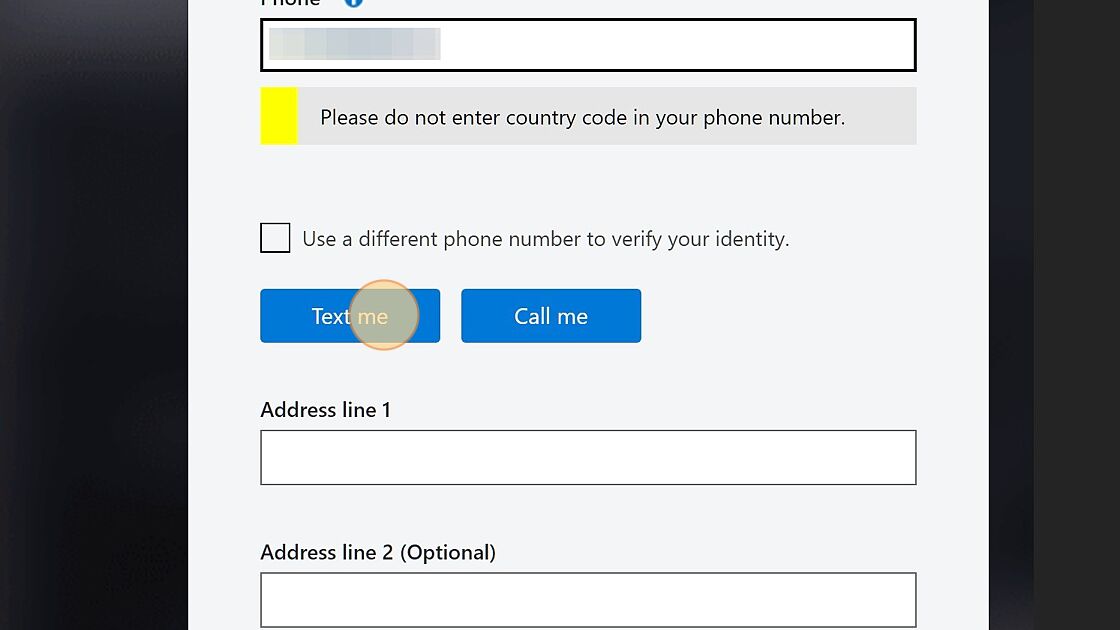 Phone
Please do not enter country code in your phone number.
Use a different phone number to verify your identity.
Text me
Call me
Address line 1
Address line 2 (Optional)